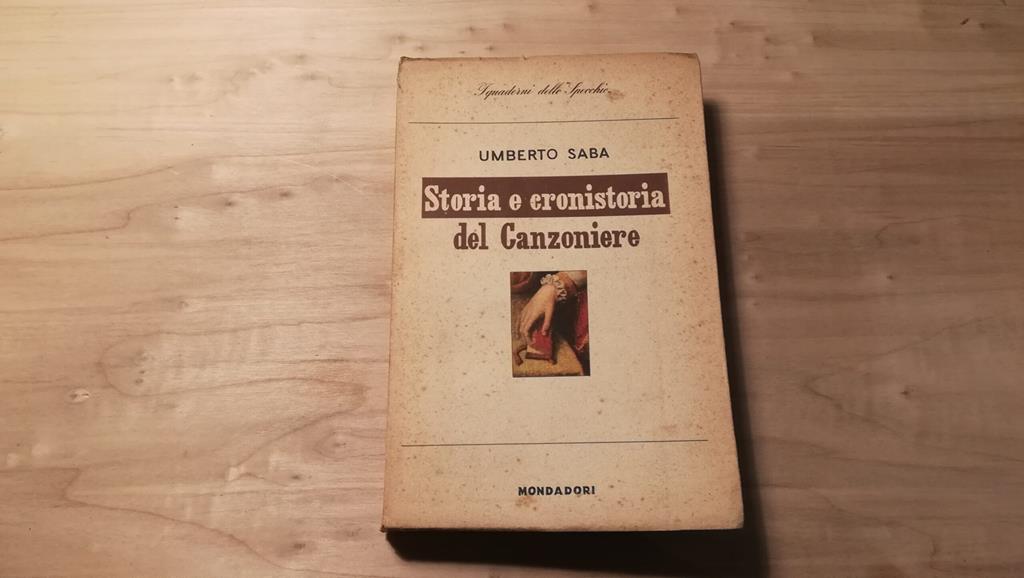 I quaderni dello Specchio
UMBERTO SABA
Storia e cronistoria
del Canzoniere
MONDADORI